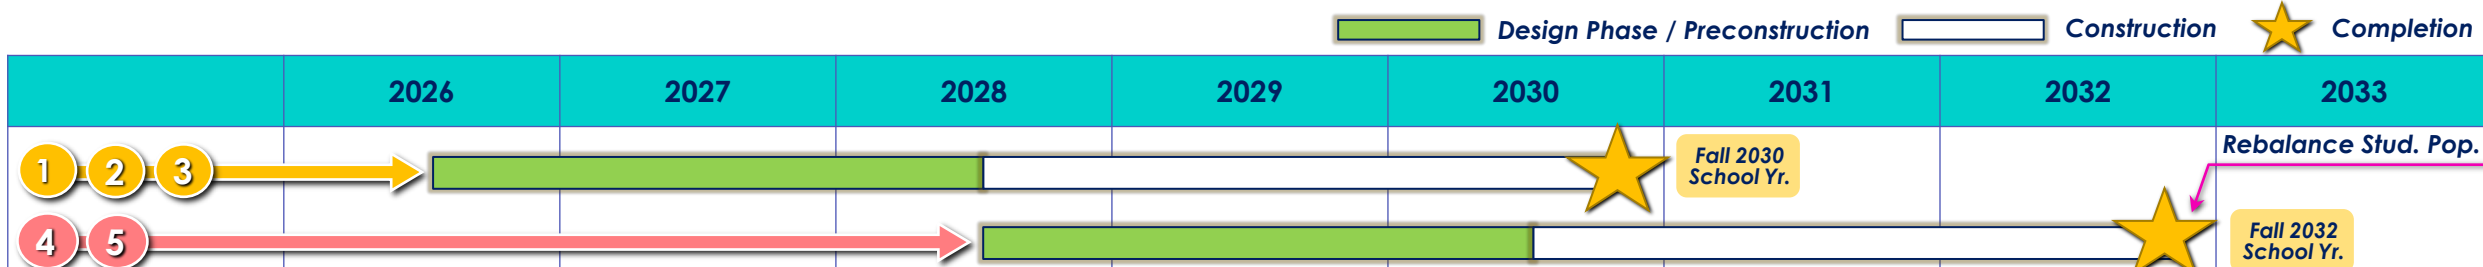 Design Phase / Preconstruction Construction Completion
2026 2027 2028 2029 2030 2031 2032 2033
1 2 3
Fall 2030
School Yr.
Rebalance Stud. Pop.
4 5
Fall 2032
School Yr.